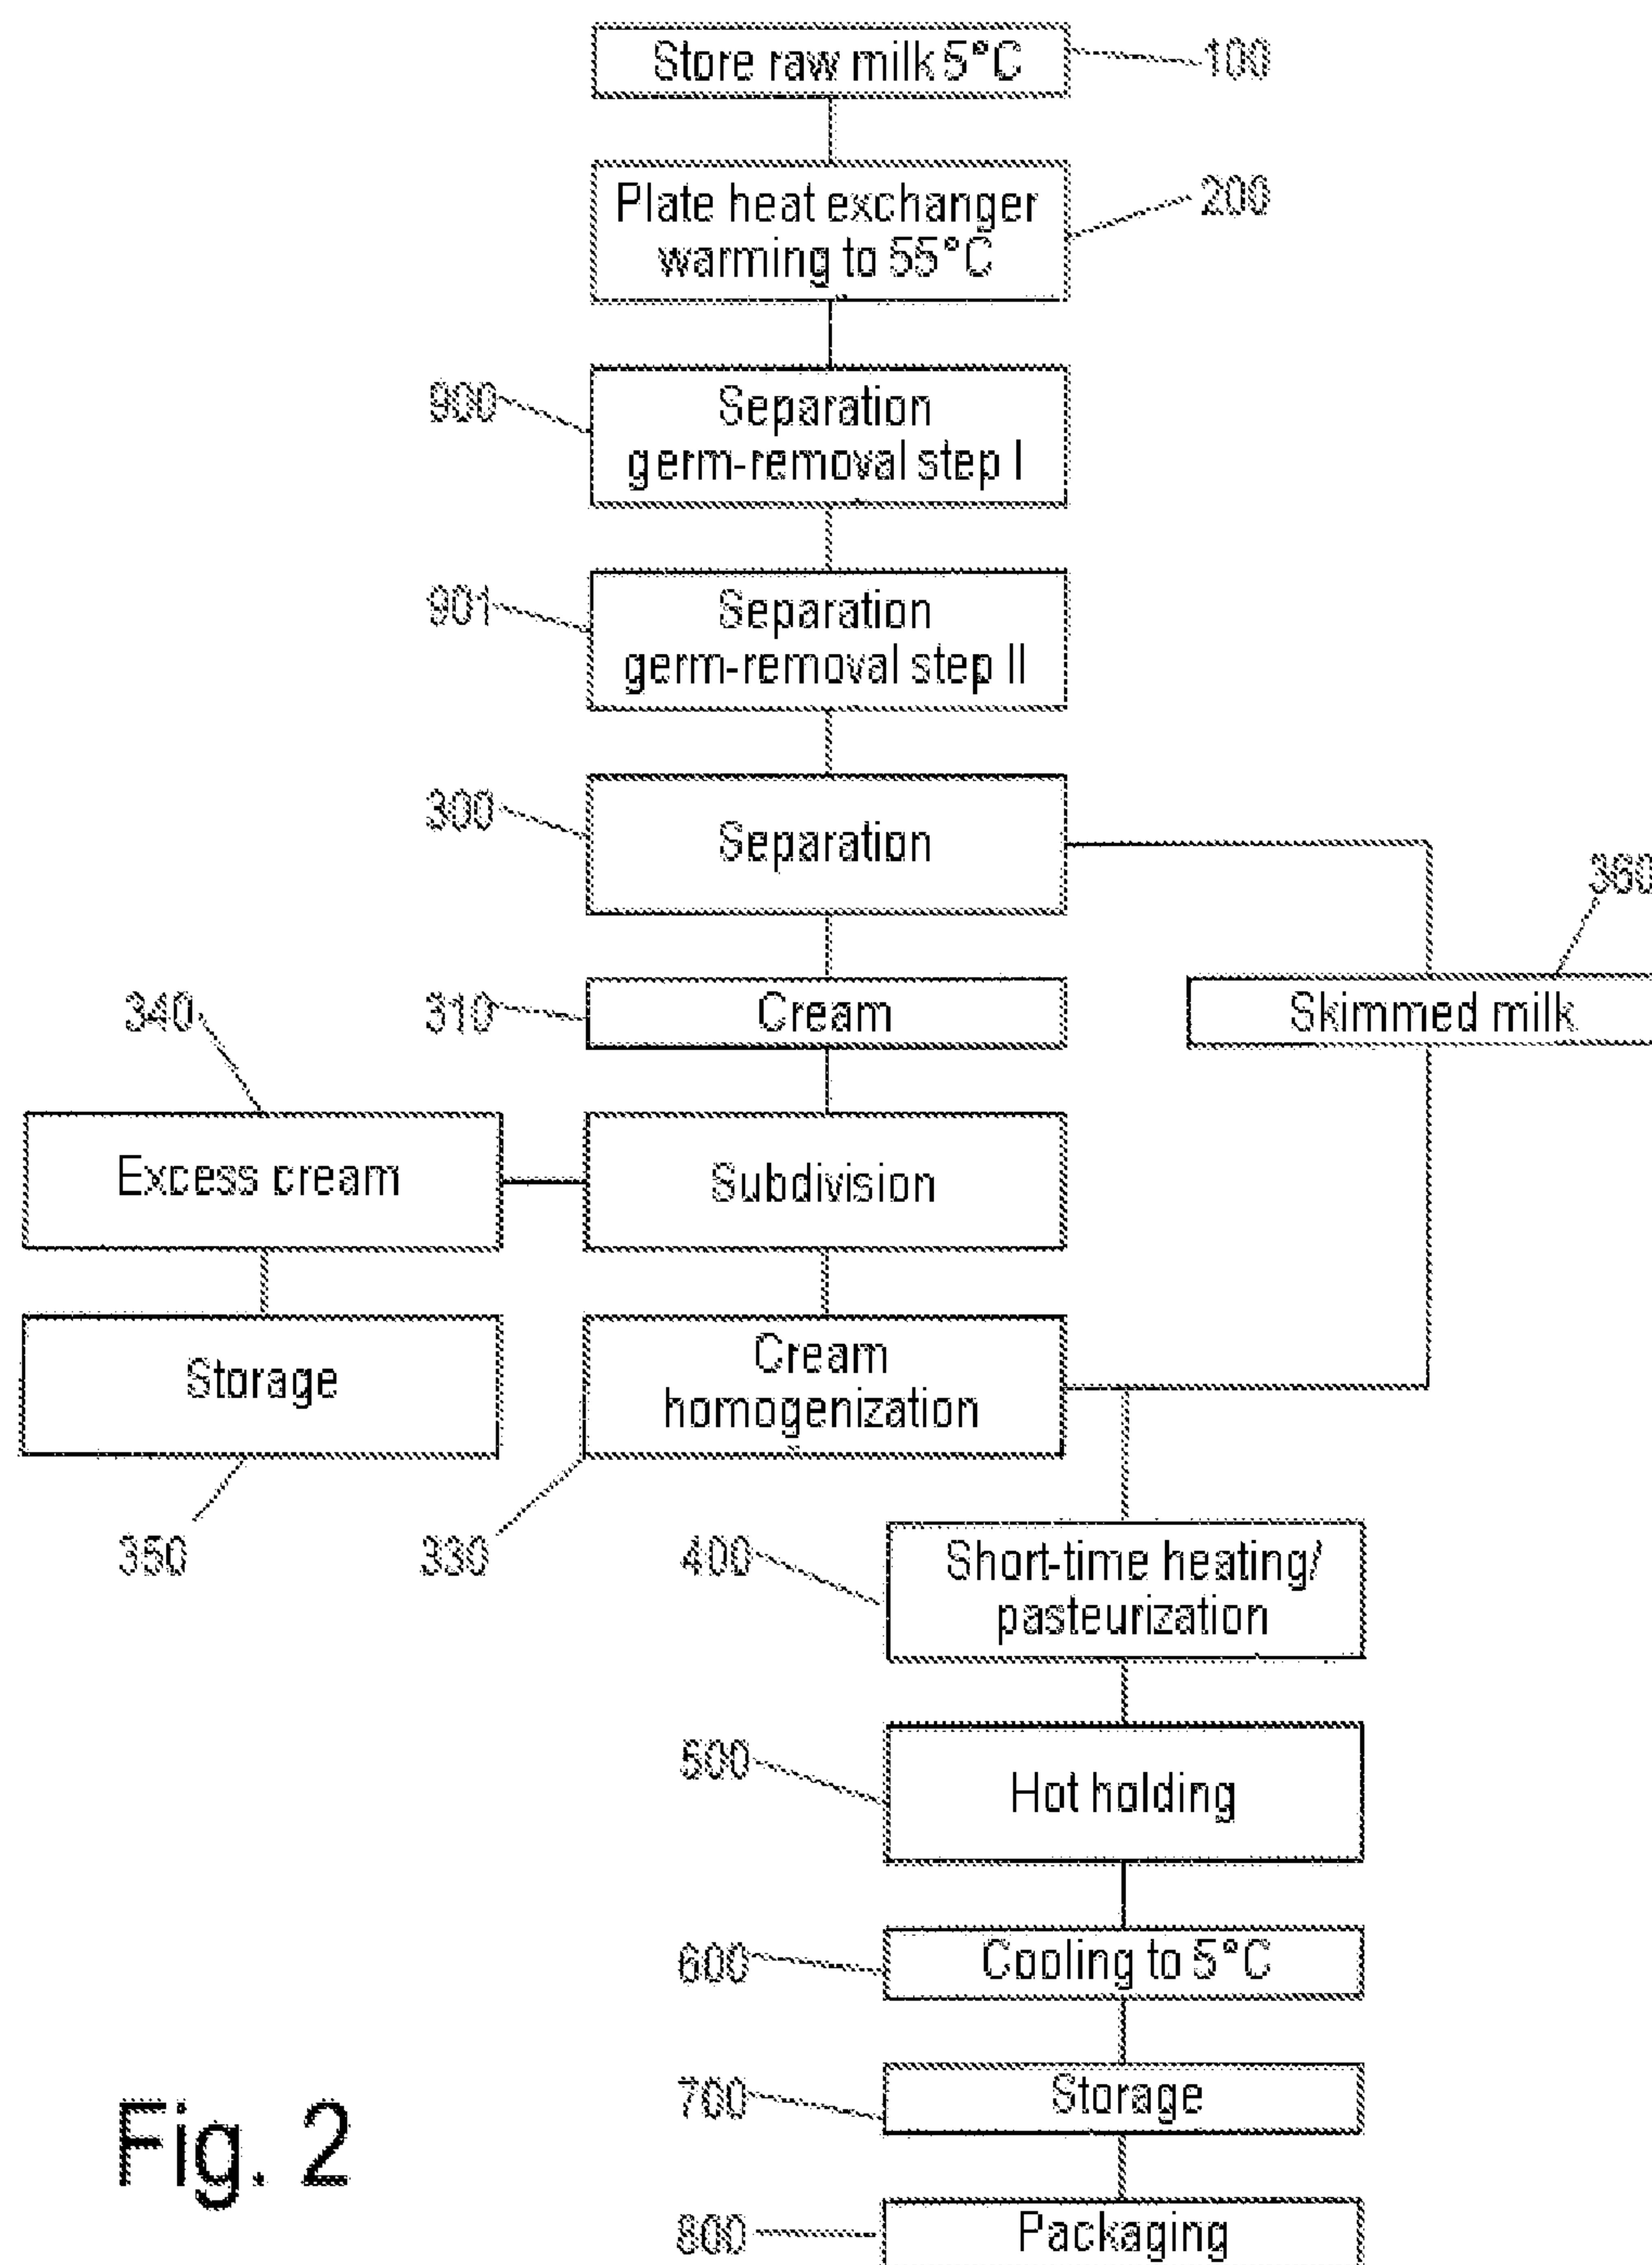 Store raw milk 5°C
100
Plate heat exchanger
warming to 55°C
200
900
Separation
germ-removal step I
901
Separation
germ-removal step II
300
Separation
360
340
310
Cream
Skimmed milk
Excess cream
Subdivision
Storage
Cream
homogenization
350
330
400
Short-time heating/
pasteurization
500
Hot holding
600
Cooling to 5°C
700
Storage
Fig. 2
800
Packaging